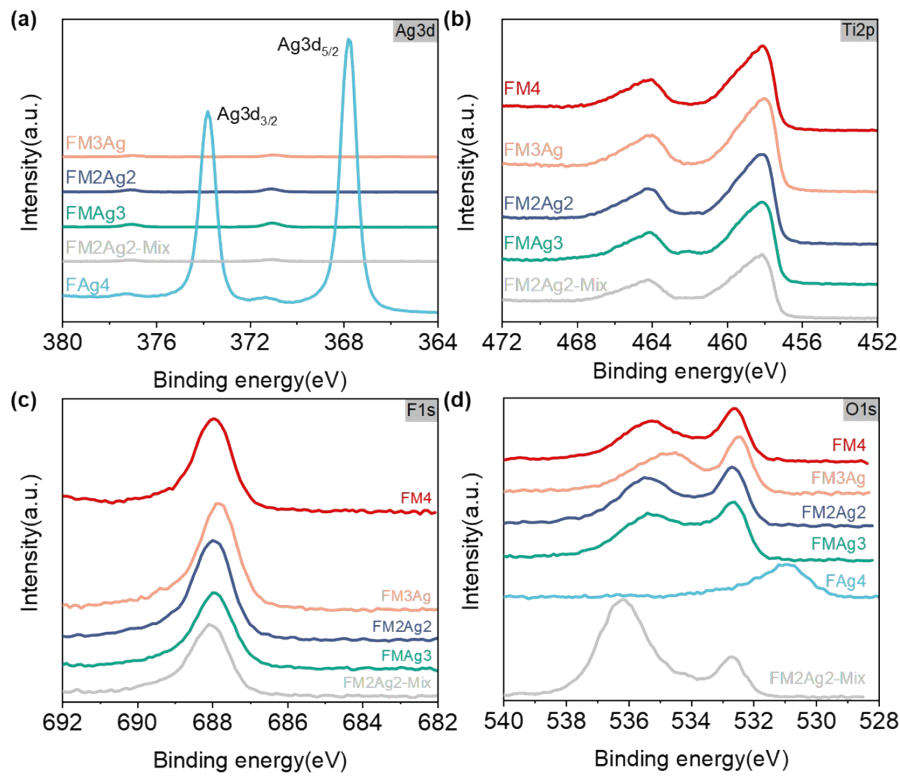 (a)
Ag3d
Ag3d5/2
Ag3d3/2
FM3Ag
FM2Ag2
FMAg3
FM2Ag2-Mix
FAg4
Intensity(a.u.)
380 376 372 368 364
Binding energy(eV)
(b)
Ti2p
FM4
FM3Ag
FM2Ag2
FMAg3
FM2Ag2-Mix
Intensity(a.u.)
472 468 464 460 456 452
Binding energy(eV)
(c)
F1s
FM4
FM3Ag
FM2Ag2
FMAg3
FM2Ag2-Mix
Intensity(a.u.)
692 690 688 686 684 682
Binding energy(eV)
(d)
O1s
FM4
FM3Ag
FM2Ag2
FMAg3
FAg4
FM2Ag2-Mix
Intensity(a.u.)
540 538 536 534 532 530 528
Binding energy(eV)